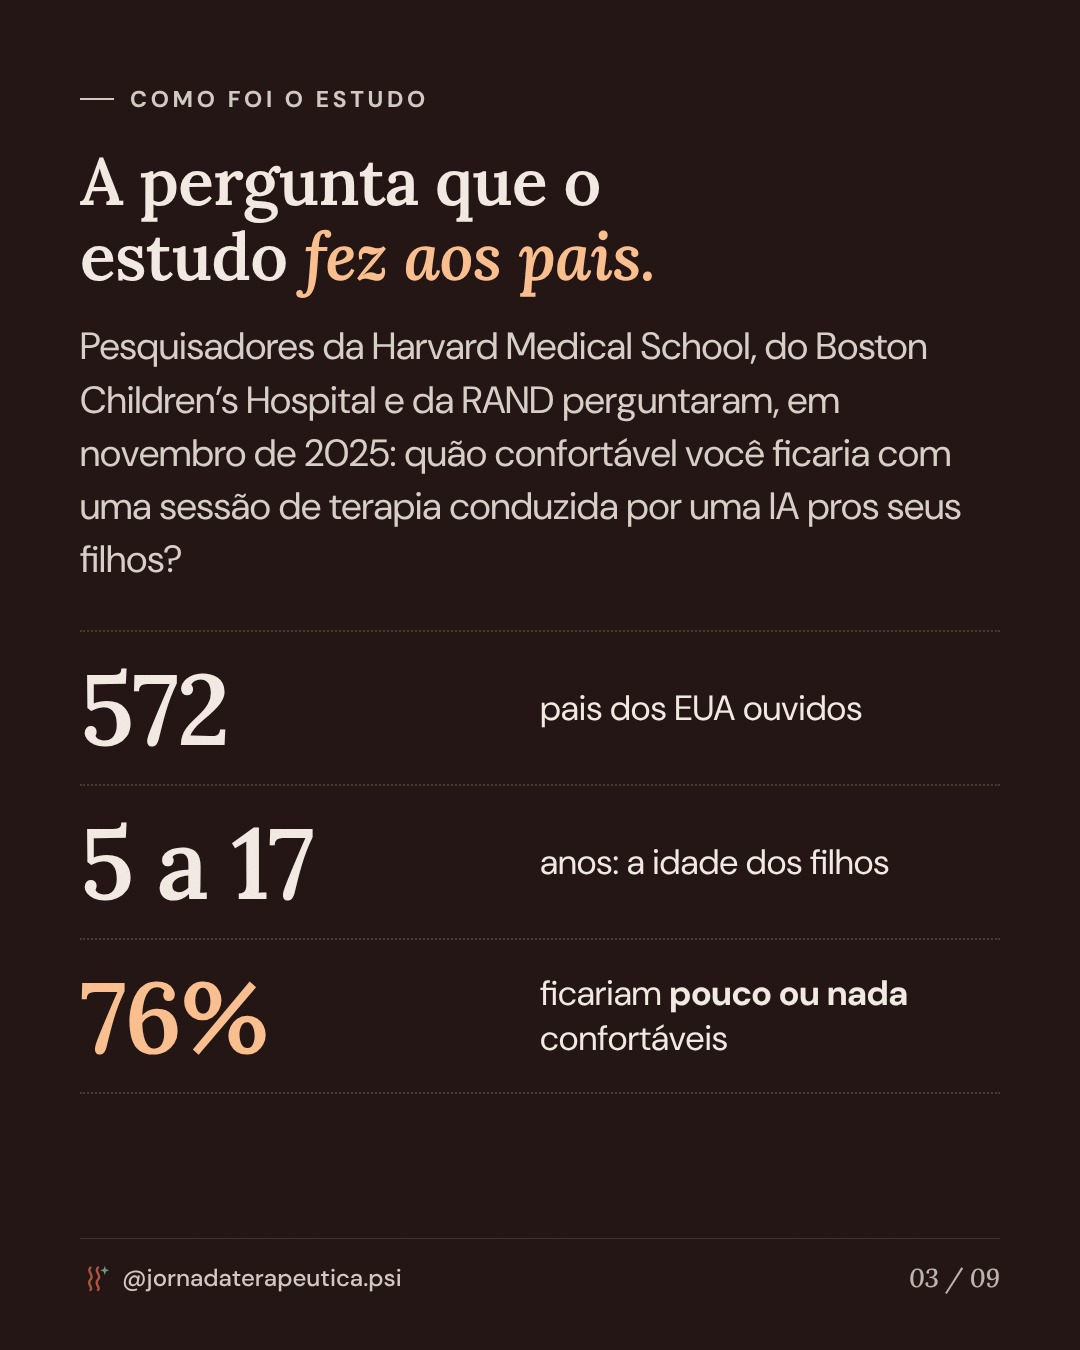 COMO FOI O ESTUDO
A pergunta que o
estudo fez aos pais.
Pesquisadores da Harvard Medical School, do Boston
Children’s Hospital e da RAND perguntaram, em
novembro de 2025: quão confortável você ficaria com
uma sessão de terapia conduzida por uma IA pros seus
filhos?
572
pais dos EUA ouvidos
5 a 17
anos: a idade dos filhos
76%
ficariam pouco ou nada
confortáveis
@jornadaterapeutica.psi
03 / 09